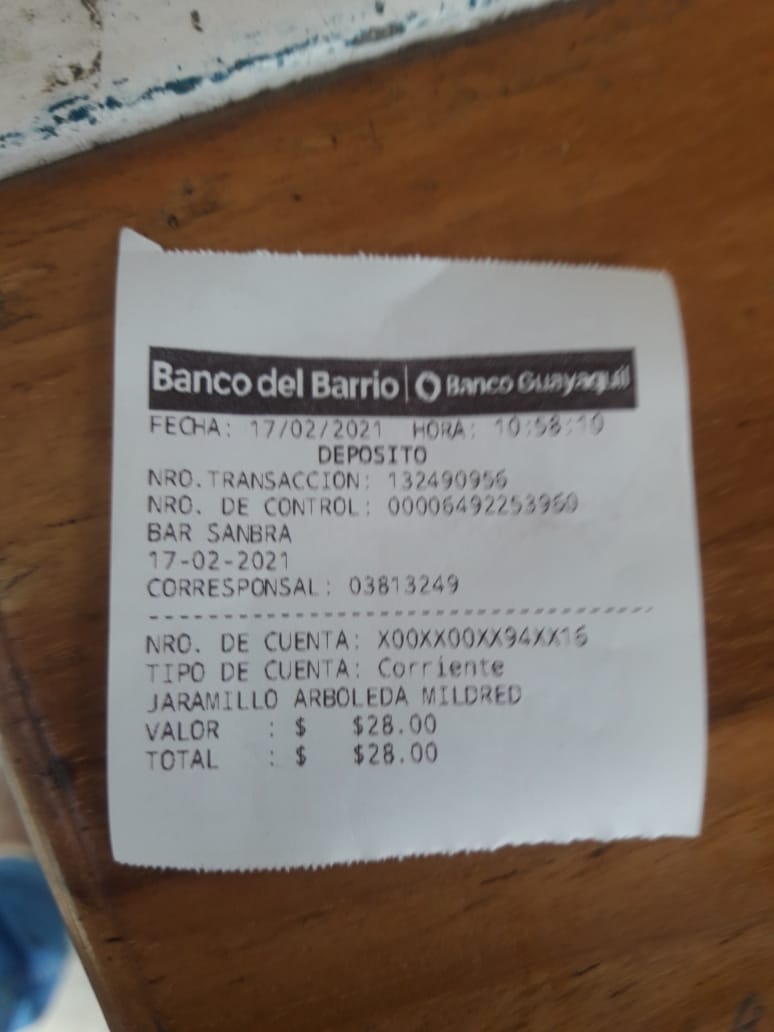 Banco del Barrio | Banco Guayaquil
FECHA: 17/02/2021 HORA: 10:58:10
DEPOSITO
NRO.TRANSACCION: 132490956
NRO. DE CONTROL: 00006492253960
BAR SANBRA
17-02-2021
CORRESPONSAL: 03813249
NRO. DE CUENTA: X00XX00XX94XX16
TIPO DE CUENTA: Corriente
JARAMILLO ARBOLEDA MILDRED
VALOR : $ $28.00
TOTAL : $ $28.00